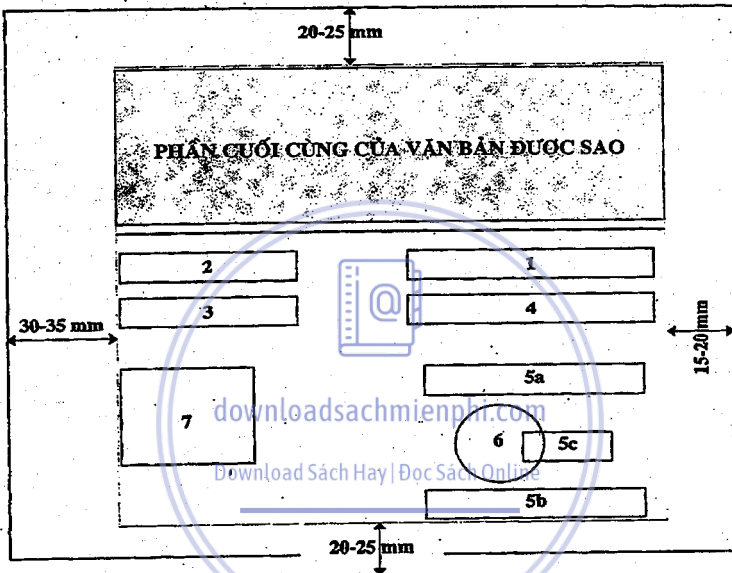 20-25 mm
PHẦN CUỐI CÙNG CỦA VĂN BẢN ĐƯỢC SAO
2
1
3
4
30-35 mm
15-20 mm
5a
7
downloadsachmienphi.com
6
5c
Download Sách Hay | Đọc Sách Online
5b
20-25 mm